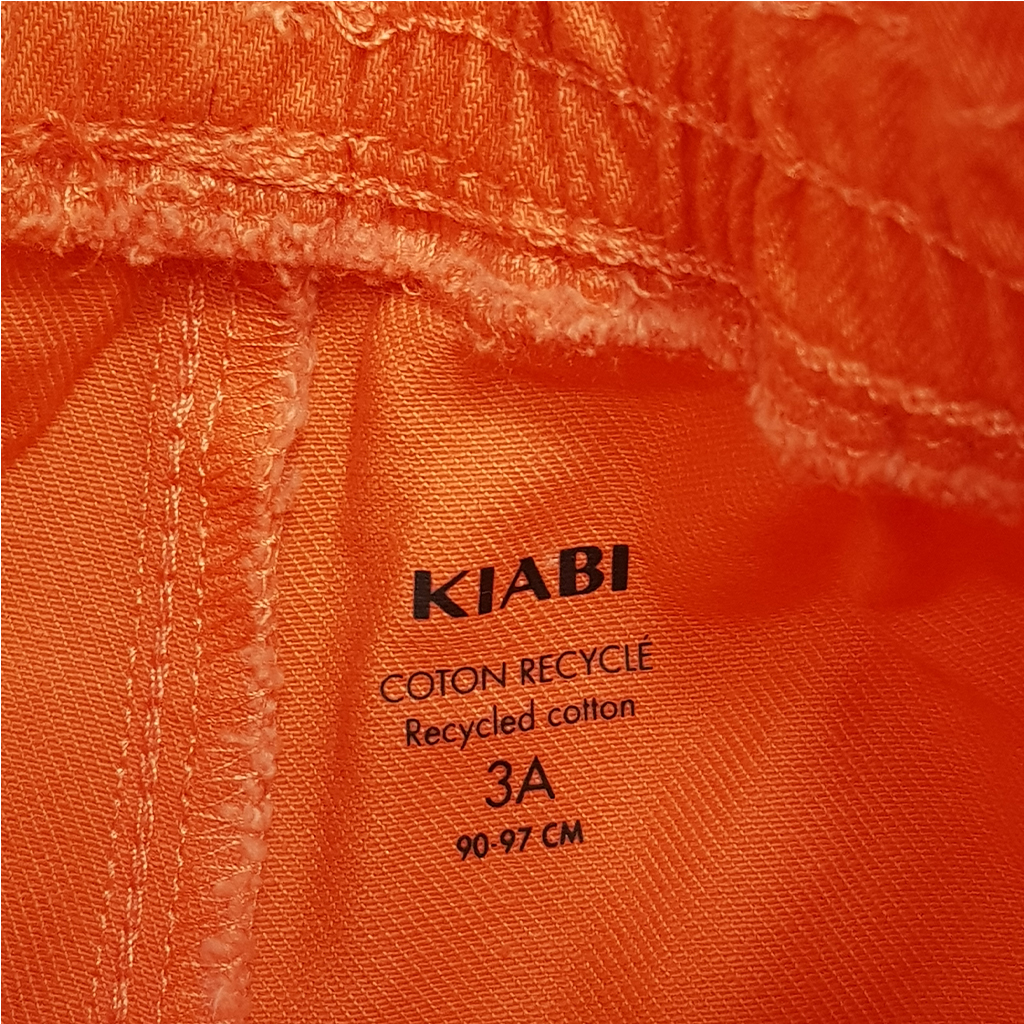 KIABI
COTON RECYCLÉ
Recycled cotton
3A
90-97 CM